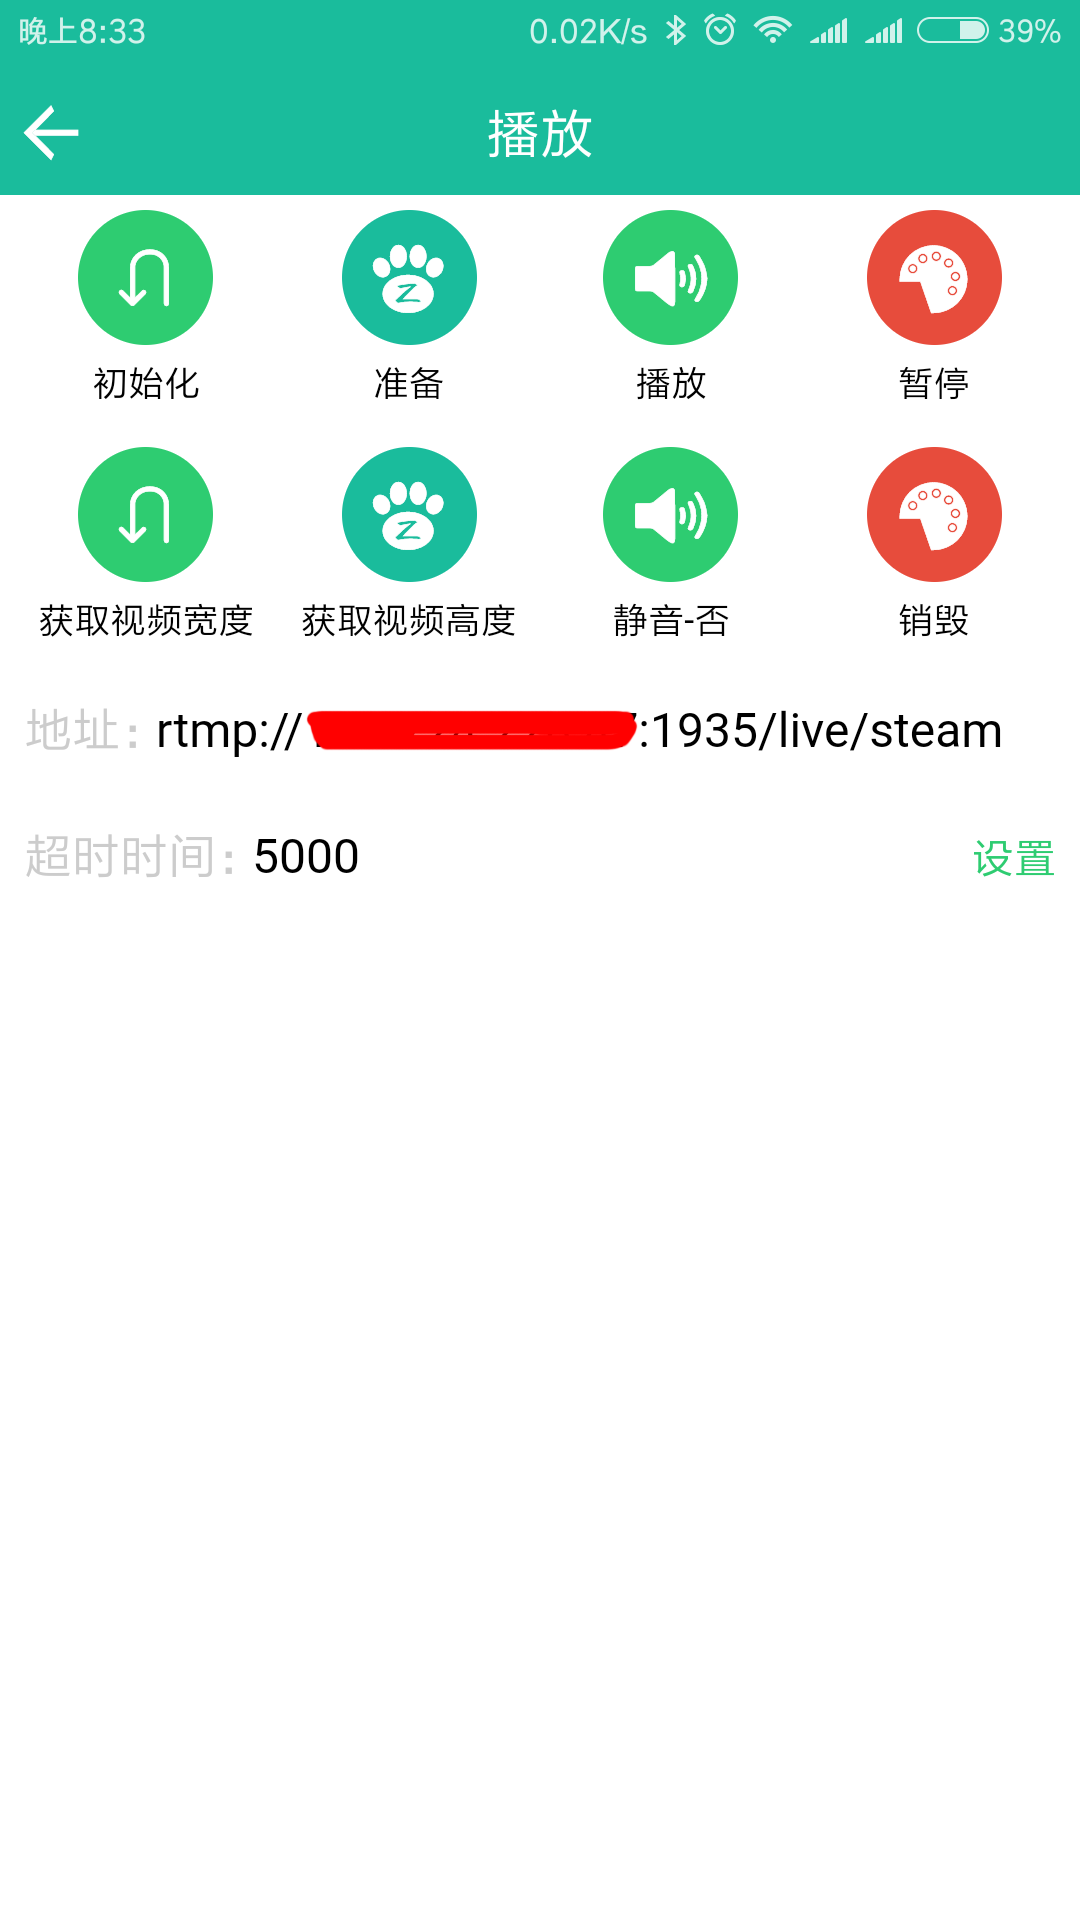 晚上8:33 0.02K/s 39%
播放
初始化 准备 播放 暂停
获取视频宽度 获取视频高度 静音-否 销毁
地址: rtmp:// :1935/live/steam
超时时间: 5000 设置